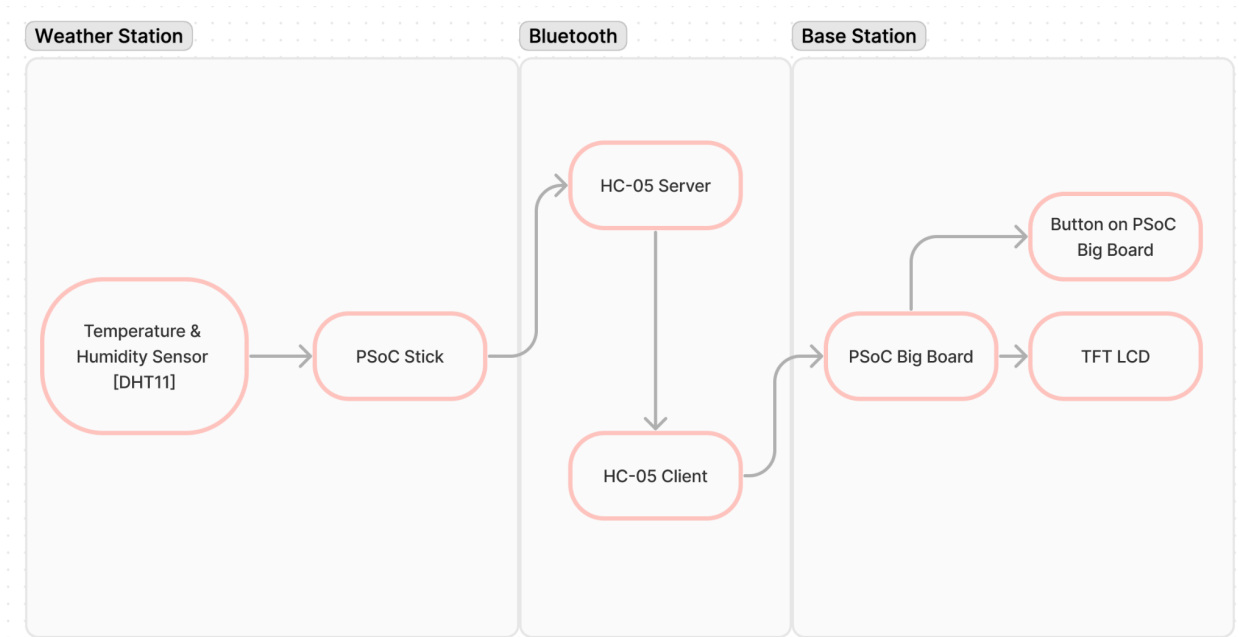 Weather Station
Bluetooth
Base Station
Temperature &
Humidity Sensor
[DHT11]
PSoC Stick
HC-05 Server
HC-05 Client
PSoC Big Board
Button on PSoC
Big Board
TFT LCD